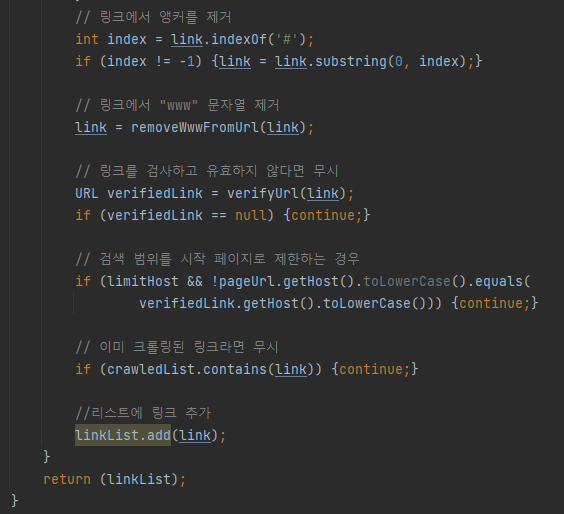 // 링크에서 앵커를 제거
int index = link.indexOf('#');
if (index != -1) {link = link.substring(0, index);}
// 링크에서 "www" 문자열 제거
link = removeWwwFromUrl(link);
// 링크를 검사하고 유효하지 않다면 무시
URL verifiedLink = verifyUrl(link);
if (verifiedLink == null) {continue;}
// 검색 범위를 시작 페이지로 제한하는 경우
if (limitHost && !pageUrl.getHost().toLowerCase().equals(
verifiedLink.getHost().toLowerCase())) {continue;}
// 이미 크롤링된 링크라면 무시
if (crawledList.contains(link)) {continue;}
//리스트에 링크 추가
linkList.add(link);
}
return (linkList);
}